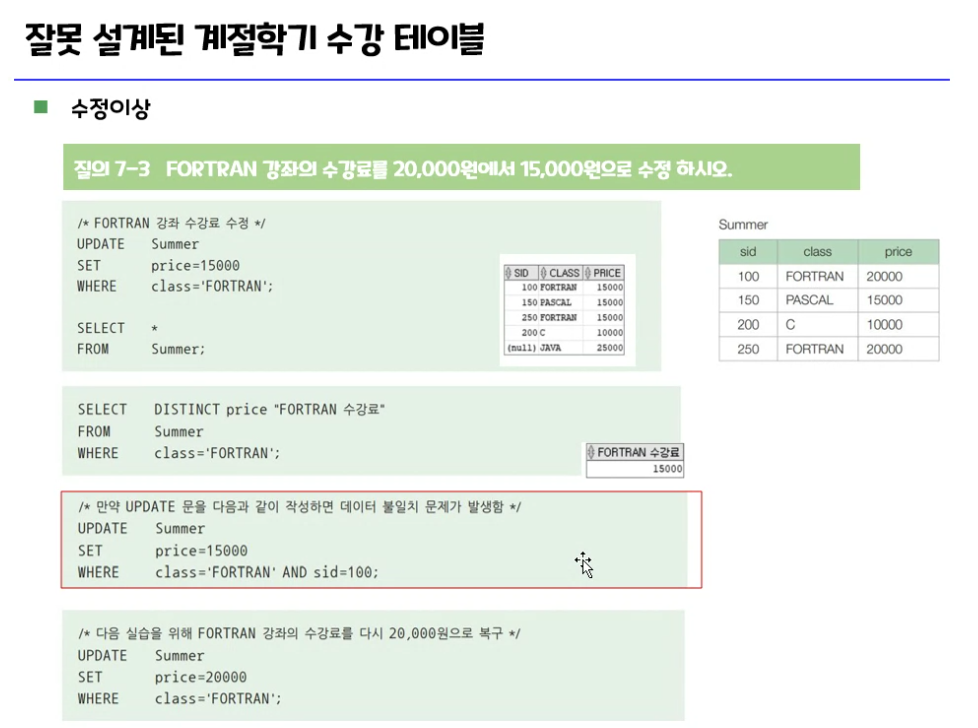 잘못 설계된 계절학기 수강 테이블
수정이상
질의 7-3 FORTRAN 강좌의 수강료를 20,000원에서 15,000원으로 수정 하시오.
/* FORTRAN 강좌 수강료 수정 */
UPDATE Summer
SET price=15000
WHERE class='FORTRAN';
SELECT *
FROM Summer;
SID CLASS PRICE
100 FORTRAN 15000
150 PASCAL 15000
250 FORTRAN 15000
200 C 10000
(null) JAVA 25000
Summer
sid class price
100 FORTRAN 20000
150 PASCAL 15000
200 C 10000
250 FORTRAN 20000
SELECT DISTINCT price "FORTRAN 수강료"
FROM Summer
WHERE class='FORTRAN';
FORTRAN 수강료
15000
/* 만약 UPDATE 문을 다음과 같이 작성하면 데이터 불일치 문제가 발생함 */
UPDATE Summer
SET price=15000
WHERE class='FORTRAN' AND sid=100;
/* 다음 실습을 위해 FORTRAN 강좌의 수강료를 다시 20,000원으로 복구 */
UPDATE Summer
SET price=20000
WHERE class='FORTRAN';